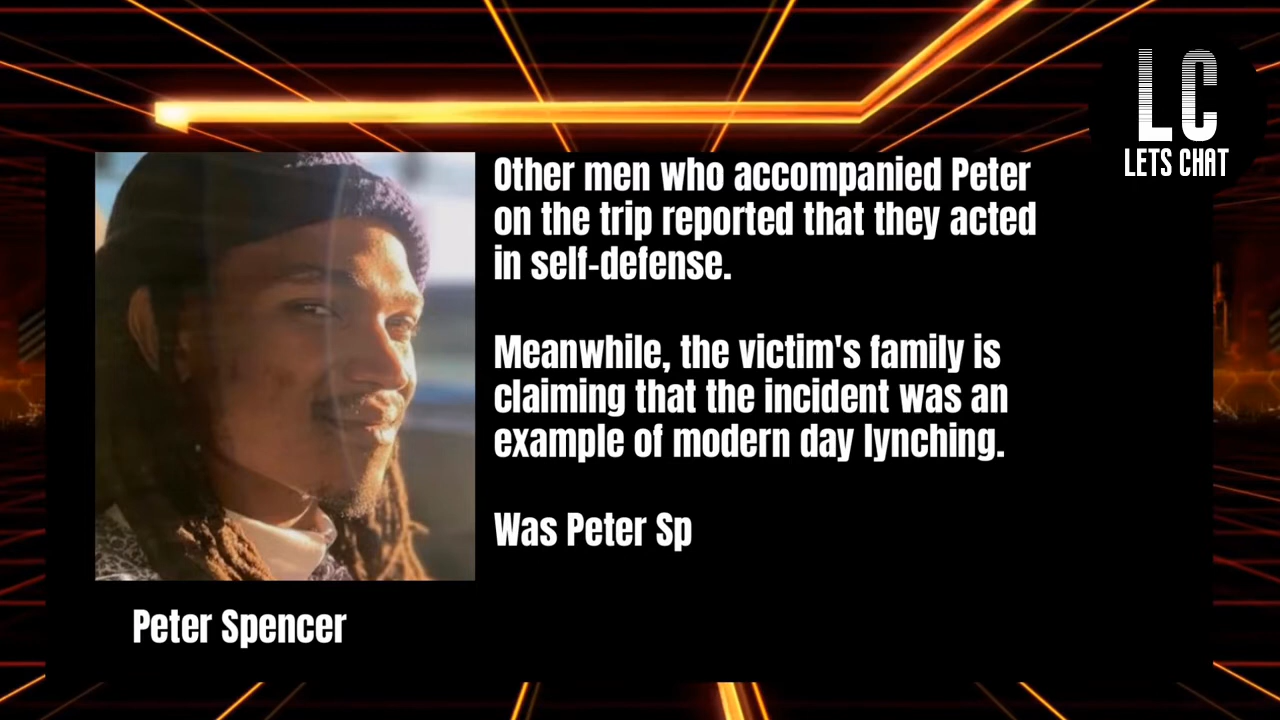 LC
LETS CHAT
Other men who accompanied Peter
on the trip reported that they acted
in self-defense.
Meanwhile, the victim's family is
claiming that the incident was an
example of modern day lynching.
Was Peter Sp
Peter Spencer